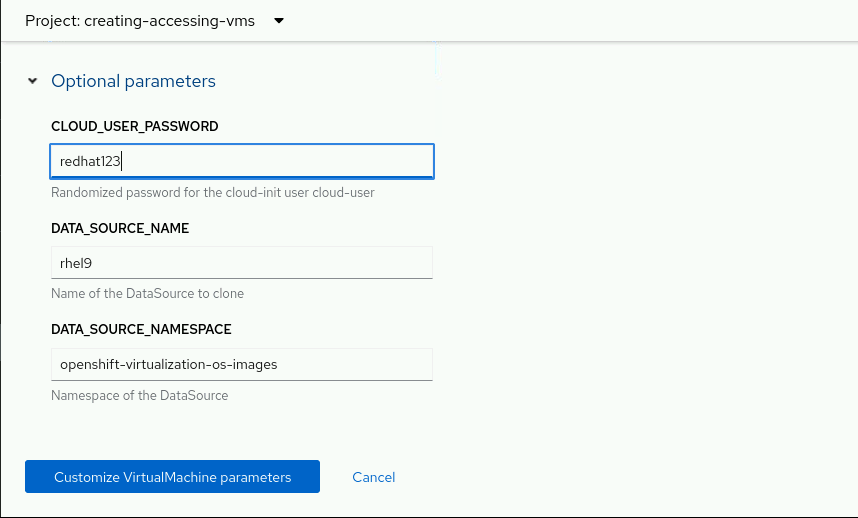 Project: creating-accessing-vms
Optional parameters
CLOUD_USER_PASSWORD
redhat123
Randomized password for the cloud-init user cloud-user
DATA_SOURCE_NAME
rhel9
Name of the DataSource to clone
DATA_SOURCE_NAMESPACE
openshift-virtualization-os-images
Namespace of the DataSource
Customize VirtualMachine parameters Cancel